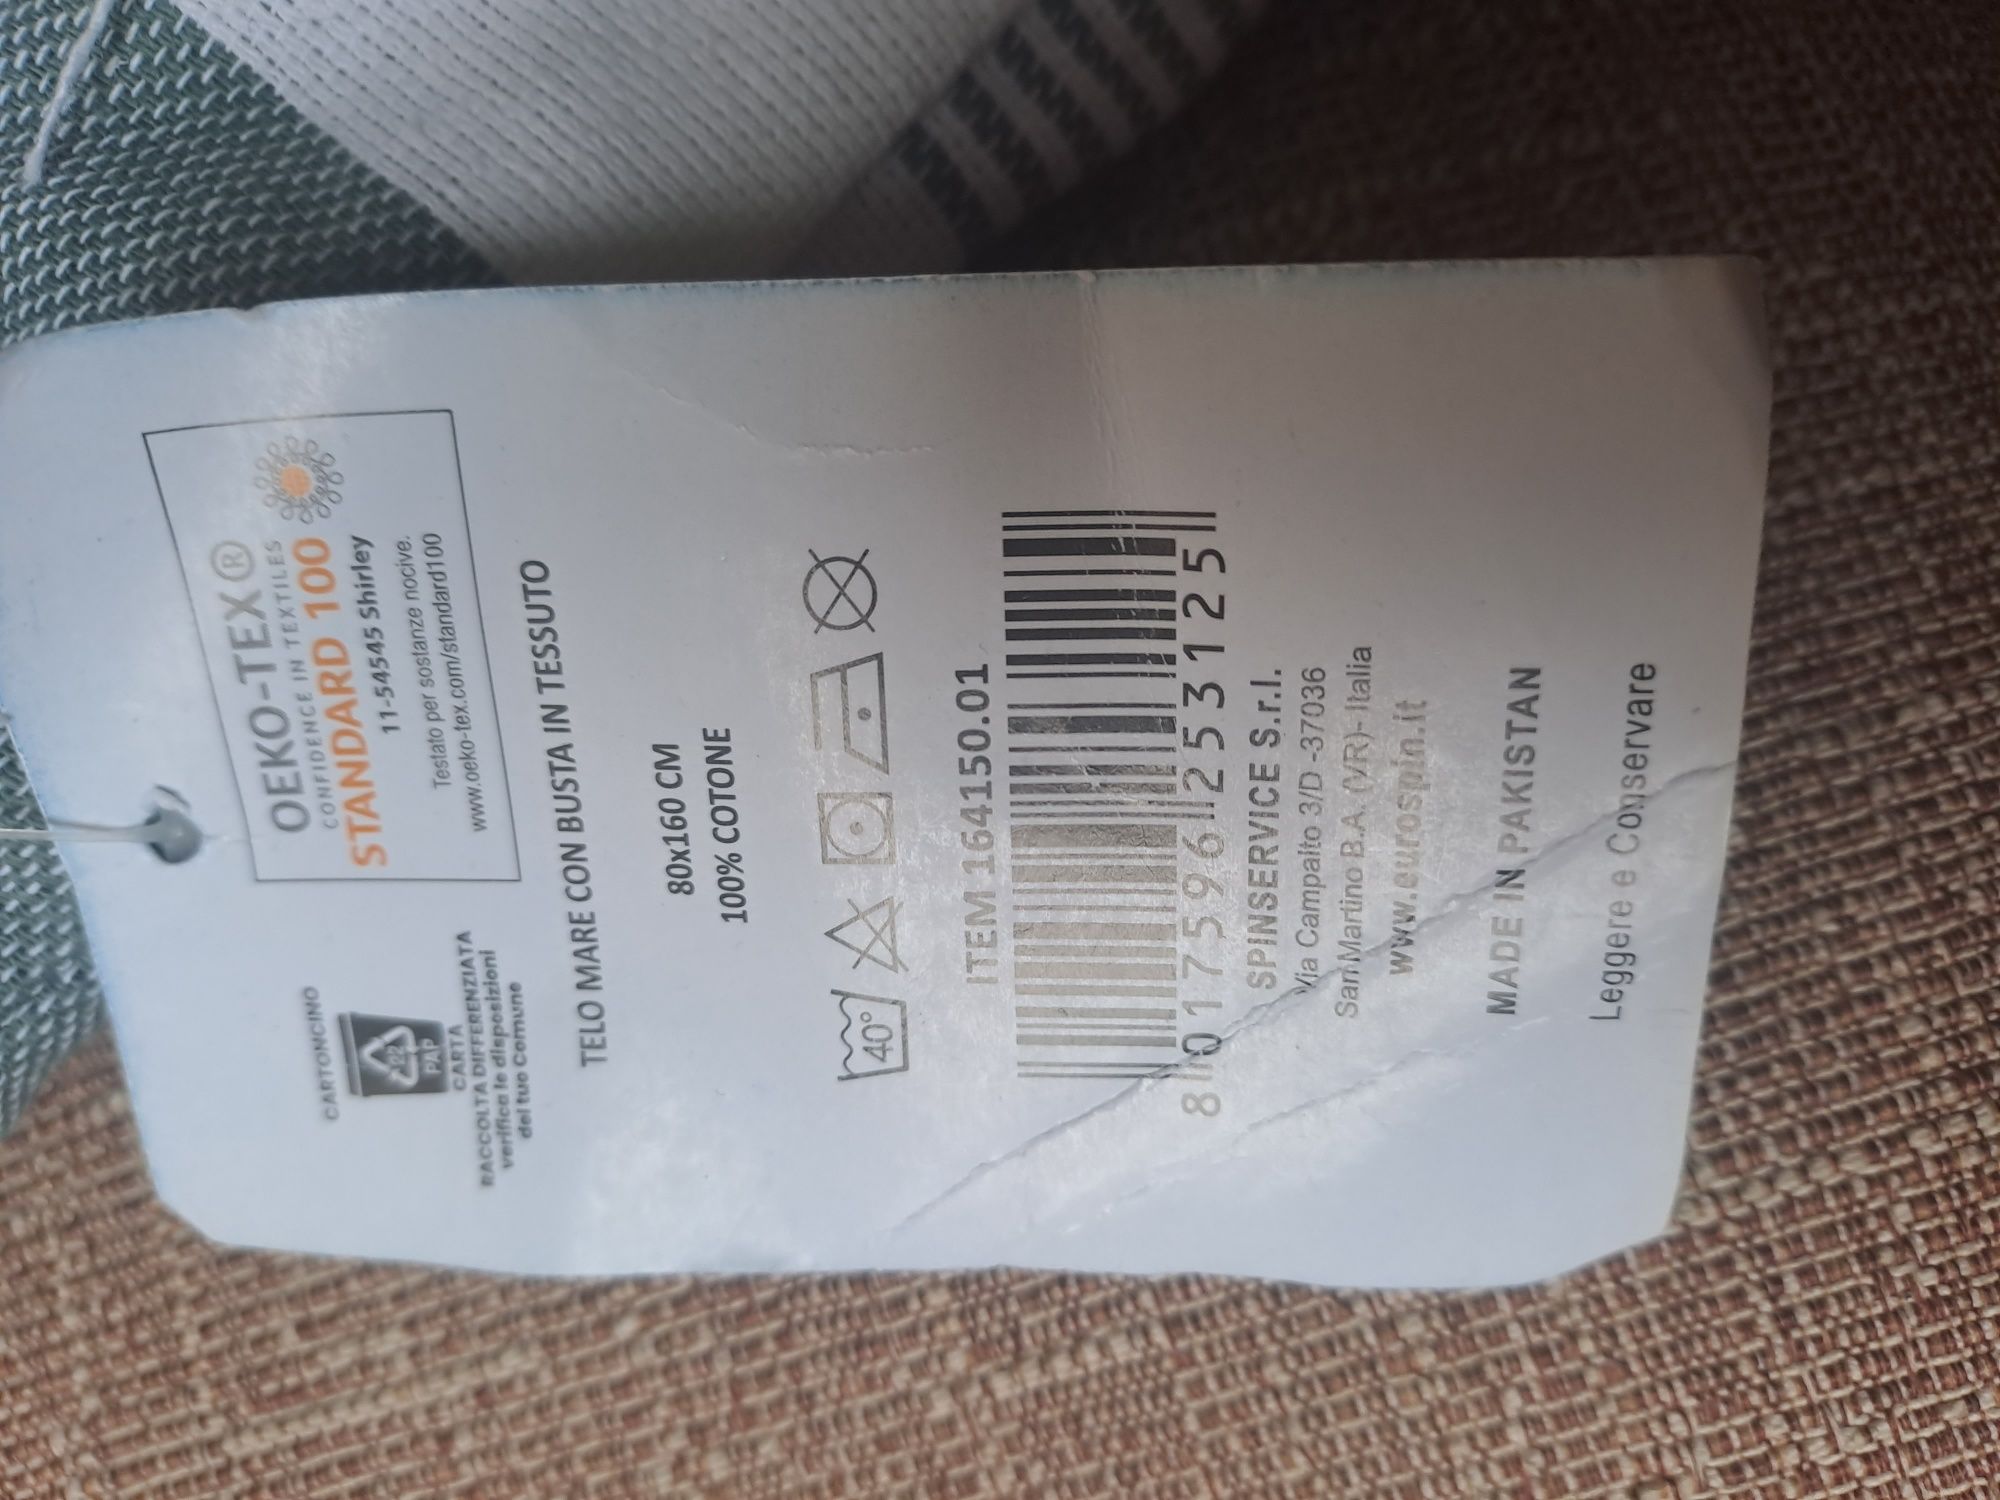 OEKO-TEX®
CONFIDENCE IN TEXTILES
STANDARD 100
11-54545 Shirley
Testato per sostanze nocive.
www.oeko-tex.com/standard100
CARTONCINO
22
PAP
CARTA
RACCOLTA DIFFERENZIATA
verifica le disposizioni
del tuo Comune
TELO MARE CON BUSTA IN TESSUTO
80x160 CM
100% COTONE
40°
ITEM 164150.01
8 017596 253125
SPINSERVICE S.r.l.
Via Campalto 3/D -37036
San Martino B.A. (VR)- Italia
www.eurospin.it
MADE IN PAKISTAN
Leggere e Conservare